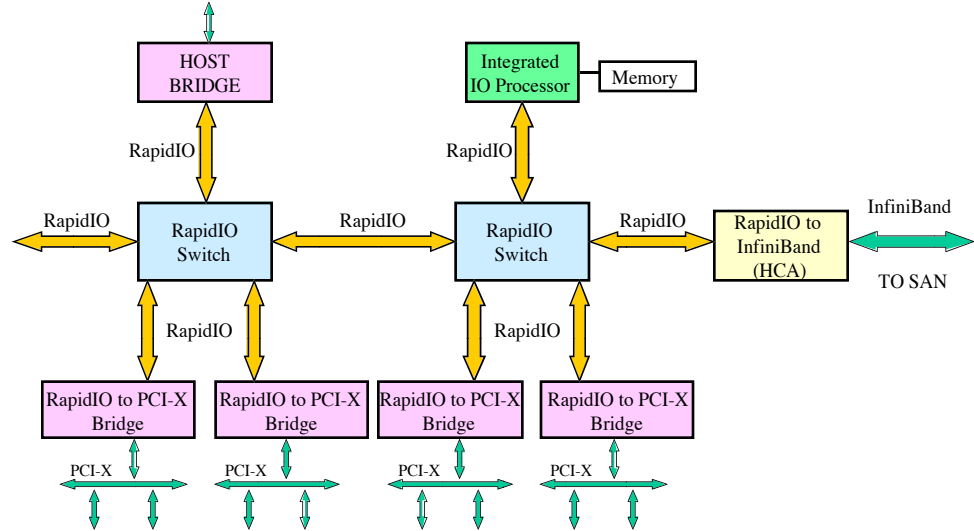 HOST
BRIDGE
Integrated
IO Processor
Memory
RapidIO
RapidIO
RapidIO
RapidIO
Switch
RapidIO
RapidIO
Switch
RapidIO
RapidIO to
InfiniBand
(HCA)
InfiniBand
TO SAN
RapidIO
RapidIO
RapidIO to PCI-X
Bridge
RapidIO to PCI-X
Bridge
RapidIO to PCI-X
Bridge
RapidIO to PCI-X
Bridge
PCI-X
PCI-X
PCI-X
PCI-X